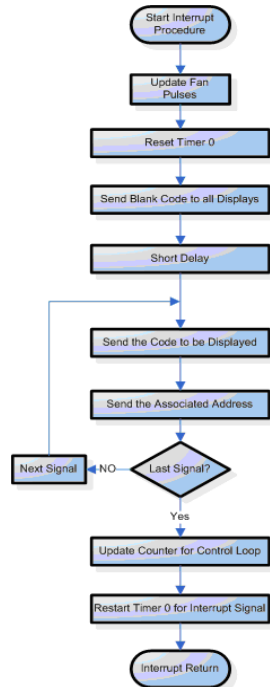 Start Interrupt
Procedure
Update Fan
Pulses
Reset Timer 0
Send Blank Code to all Displays
Short Delay
Send the Code to be Displayed
Send the Associated Address
Next Signal
NO
Last Signal?
Yes
Update Counter for Control Loop
Restart Timer 0 for Interrupt Signal
Interrupt Return